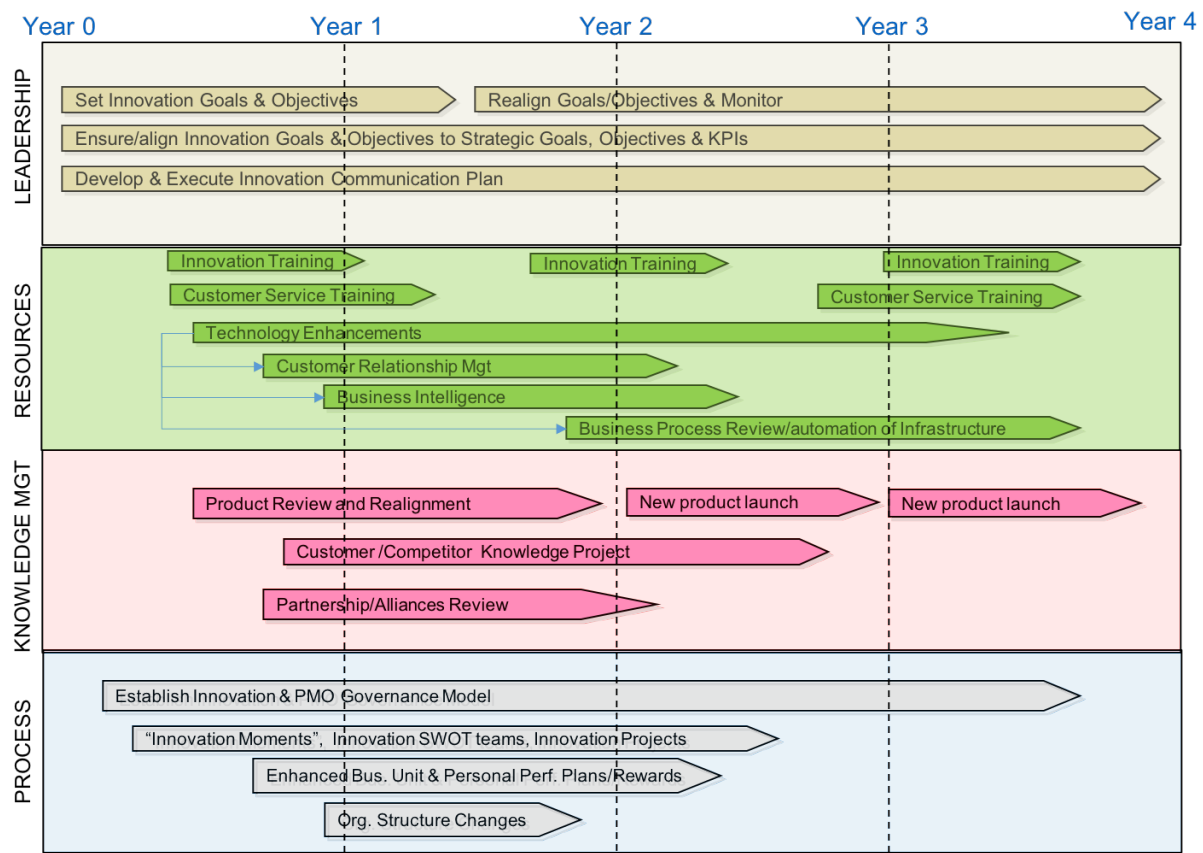 Year 0 Year 1 Year 2 Year 3 Year 4
LEADERSHIP
Set Innovation Goals & Objectives
Realign Goals/Objectives & Monitor
Ensure/align Innovation Goals & Objectives to Strategic Goals, Objectives & KPIs
Develop & Execute Innovation Communication Plan
RESOURCES
Innovation Training
Innovation Training
Innovation Training
Customer Service Training
Customer Service Training
Technology Enhancements
Customer Relationship Mgt
Business Intelligence
Business Process Review/automation of Infrastructure
KNOWLEDGE MGT
Product Review and Realignment
New product launch
New product launch
Customer /Competitor Knowledge Project
Partnership/Alliances Review
PROCESS
Establish Innovation & PMO Governance Model
“Innovation Moments”, Innovation SWOT teams, Innovation Projects
Enhanced Bus. Unit & Personal Perf. Plans/Rewards
Org. Structure Changes